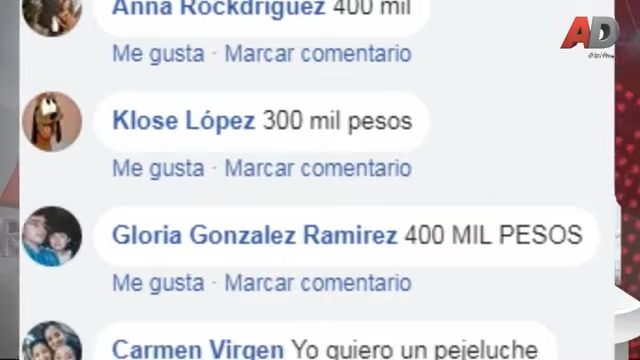 Anna Rockdriguez 400 mil
AD
Me gusta · Marcar comentario
Klose López 300 mil pesos
Me gusta · Marcar comentario
Gloria Gonzalez Ramirez 400 MIL PESOS
Me gusta · Marcar comentario
Carmen Virgen Yo quiero un pejeluche